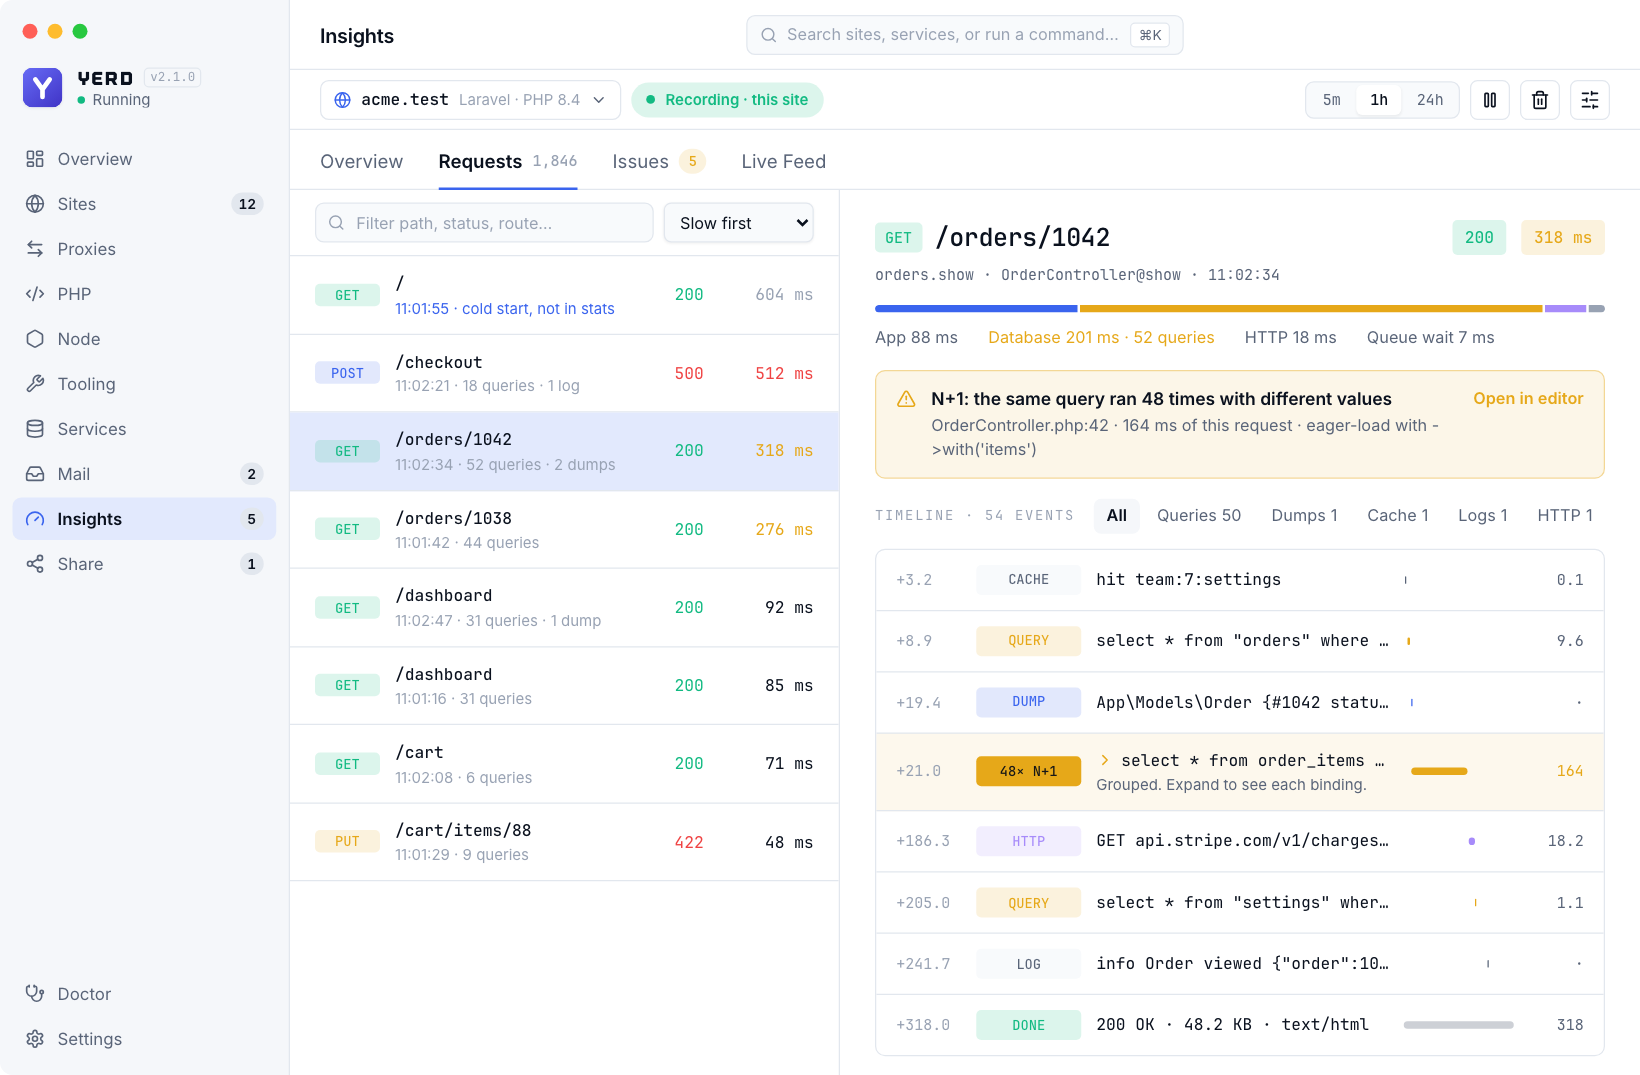 YERD v2.1.0
Running
Overview
Sites 12
Proxies
PHP
Node
Tooling
Services
Mail 2
Insights 5
Share 1
Doctor
Settings
Insights
Search sites, services, or run a command... ⌘K
acme.test Laravel · PHP 8.4
Recording · this site
5m 1h 24h
Overview Requests 1,846 Issues 5 Live Feed
Filter path, status, route...
Slow first
GET / 200 604 ms
11:01:55 · cold start, not in stats
POST /checkout 500 512 ms
11:02:21 · 18 queries · 1 log
GET /orders/1042 200 318 ms
11:02:34 · 52 queries · 2 dumps
GET /orders/1038 200 276 ms
11:01:42 · 44 queries
GET /dashboard 200 92 ms
11:02:47 · 31 queries · 1 dump
GET /dashboard 200 85 ms
11:01:16 · 31 queries
GET /cart 200 71 ms
11:02:08 · 6 queries
PUT /cart/items/88 422 48 ms
11:01:29 · 9 queries
GET /orders/1042 200 318 ms
orders.show · OrderController@show · 11:02:34
App 88 ms Database 201 ms · 52 queries HTTP 18 ms Queue wait 7 ms
N+1: the same query ran 48 times with different values Open in editor
OrderController.php:42 · 164 ms of this request · eager-load with -
>with('items')
TIMELINE · 54 EVENTS All Queries 50 Dumps 1 Cache 1 Logs 1 HTTP 1
+3.2 CACHE hit team:7:settings 0.1
+8.9 QUERY select * from "orders" where … 9.6
+19.4 DUMP App\Models\Order {#1042 statu… ·
+21.0 48× N+1 select * from order_items … 164
Grouped. Expand to see each binding.
+186.3 HTTP GET api.stripe.com/v1/charges… 18.2
+205.0 QUERY select * from "settings" wher… 1.1
+241.7 LOG info Order viewed {"order":10… ·
+318.0 DONE 200 OK · 48.2 KB · text/html 318